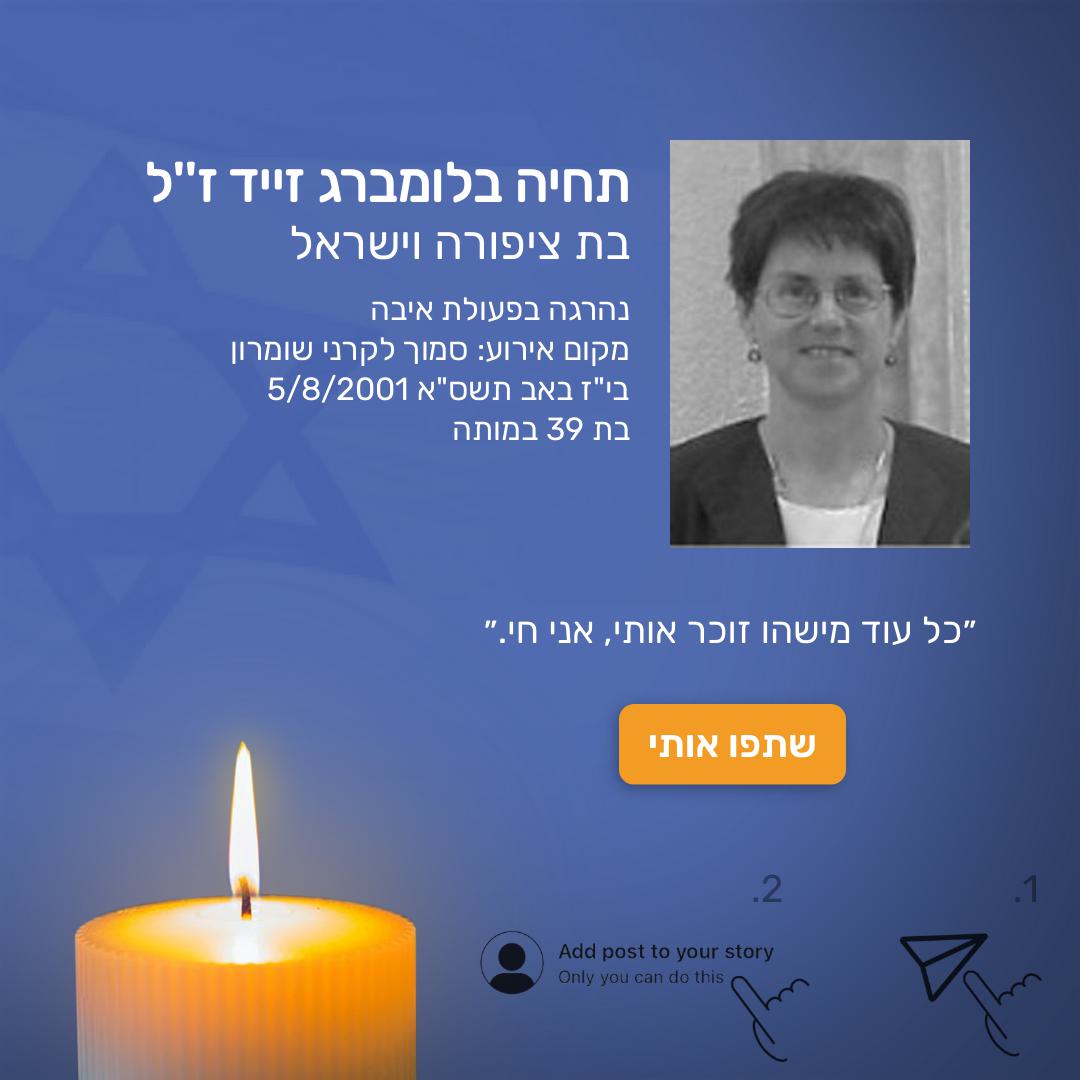 תחיה בלומברג זייד ז"ל
בת ציפורה וישראל
נהרגה בפעולת איבה
מקום אירוע: סמוך לקרני שומרון
בי"ז באב תשס"א 5/8/2001
בת 39 במותה
״כל עוד מישהו זוכר אותי, אני חי.״
שתפו אותי
1.
2.
Add post to your story
Only you can do this